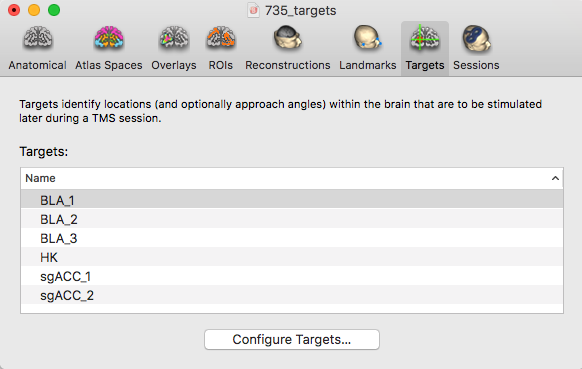 735_targets
Anatomical Atlas Spaces Overlays ROIs Reconstructions Landmarks Targets Sessions
Targets identify locations (and optionally approach angles) within the brain that are to be stimulated
later during a TMS session.
Targets:
Name
BLA_1
BLA_2
BLA_3
HK
sgACC_1
sgACC_2
Configure Targets...